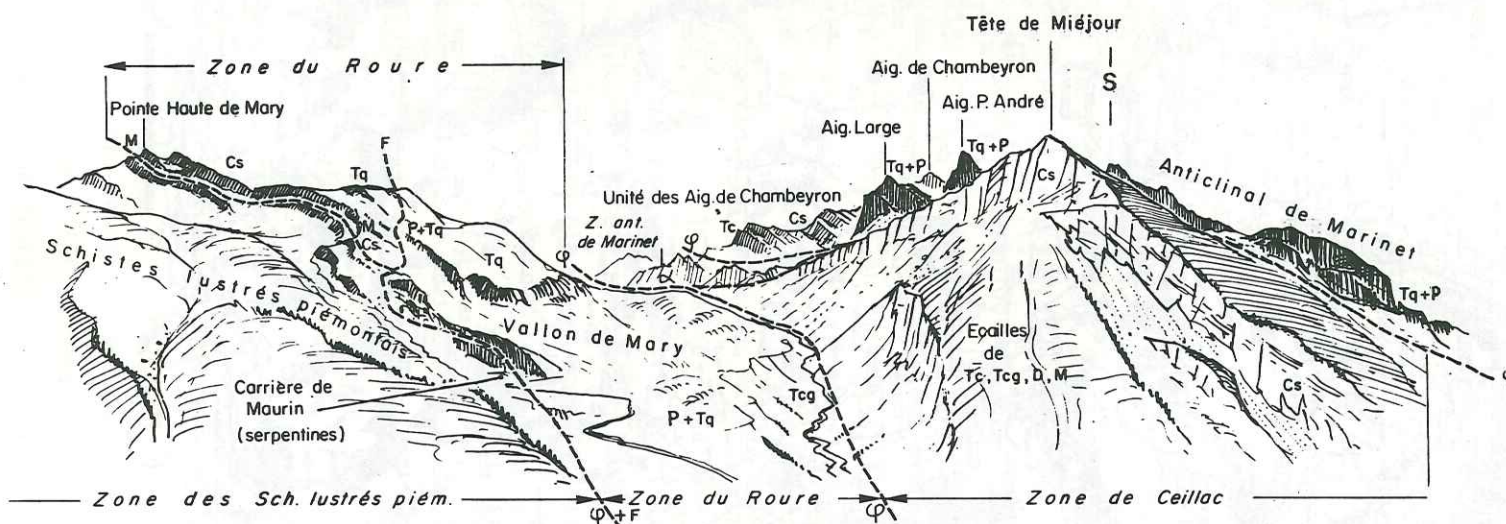 Tête de Miéjour
Zone du Roure
Aig. de Chambeyron
S
Pointe Haute de Mary
Aig. P. André
Aig. Large
M
Cs
Tq
F
Tq+P
Tq+P
Cs
Anticlinal de Marinet
Unité des Aig. de Chambeyron
Tc
Cs
Z. ant.
de Marinet
φ
φ
M
Cs
P+Tq
Tq
Schistes lustrés piémontais
Vallon de Mary
Tq+P
Ecailles
de
Tc, Tcg, D, M
Carrière de
Maurin
(serpentines)
Tcg
P+Tq
Cs
Zone des Sch. lustrés piém.
φ+F
Zone du Roure
φ
Zone de Ceillac